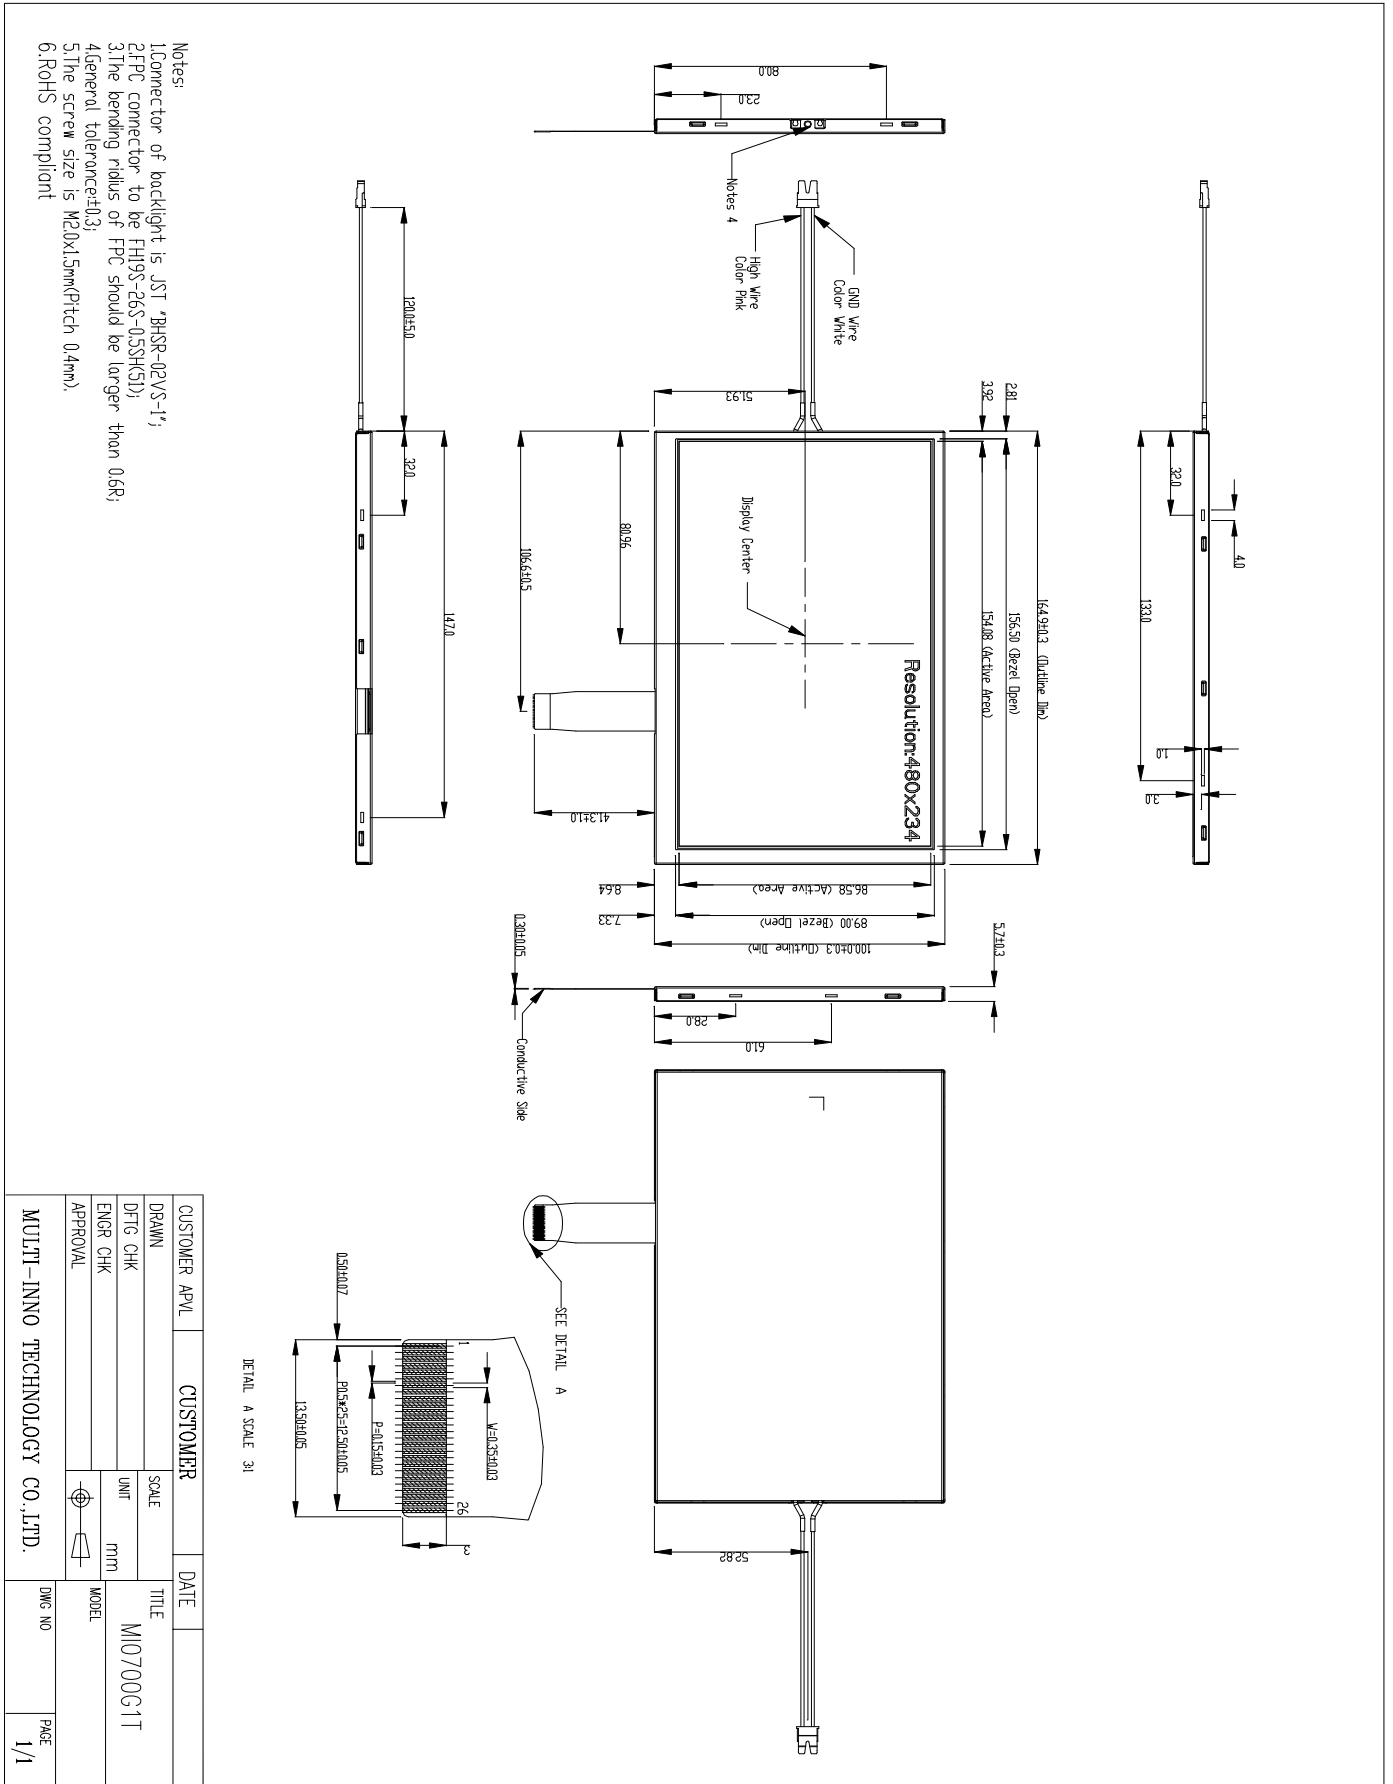 Notes:
1.Connector of backlight is JST "BHSR-02VS-1";
2.FPC connector to be FH19S-26S-0.5SH(51);
3.The bending ridius of FPC should be larger than 0.6R;
4.General tolerance:±0.3;
5.The screw size is M2.0x1.5mm(Pitch 0.4mm).
6.RoHS compliant
32.0
4.0
133.0
1.0
3.0
80.0
23.0
Notes 4
High Wire
Color Pink
GND Wire
Color White
2.81
3.92
164.9±0.3 (Outline Dim)
156.50 (Bezel Open)
154.08 (Active Area)
Resolution:480x234
Display Center
51.93
80.96
106.6±0.5
41.3±1.0
8.64
7.33
86.58 (Active Area)
89.00 (Bezel Open)
100.0±0.3 (Outline Dim)
120.0±5.0
32.0
147.0
5.7±0.3
0.30±0.05
Conductive Side
28.0
61.0
52.82
SEE DETAIL A
1
26
W=0.35±0.03
P=0.15±0.03
P0.5*25=12.50±0.05
0.50±0.07
13.50±0.05
3
DETAIL A SCALE 3:1
CUSTOMER APVL
CUSTOMER
DATE
DRAWN
DFTG CHK
ENGR CHK
APPROVAL
SCALE
UNIT
mm
TITLE
MI0700G1T
MODEL
MULTI-INNO TECHNOLOGY CO.,LTD.
DWG NO
PAGE
1/1